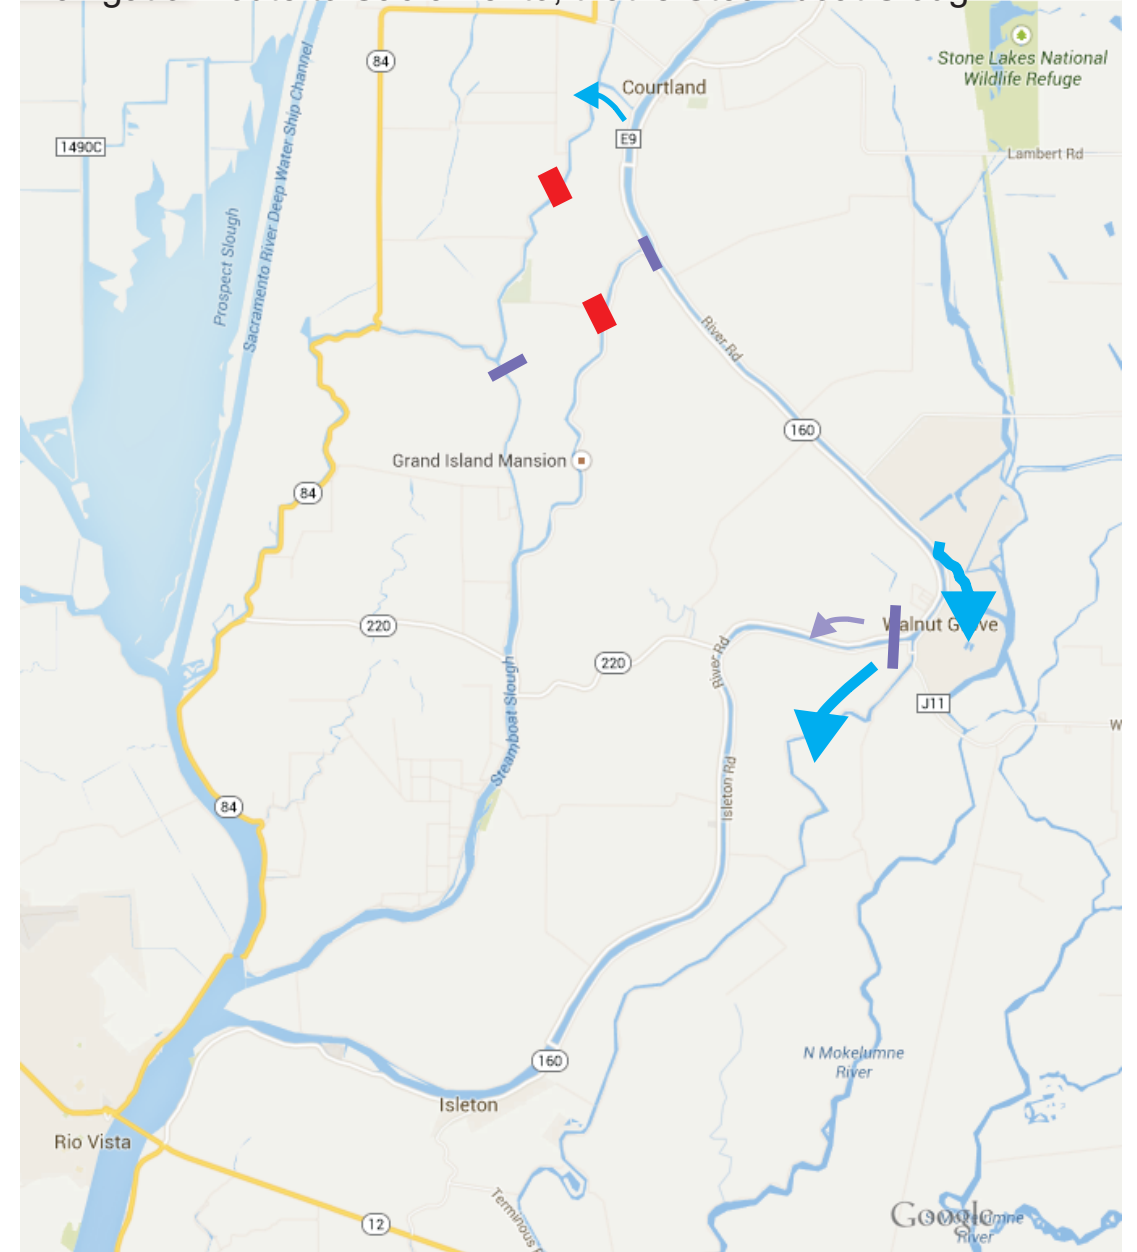 84
Courtland
Stone Lakes National
Wildlife Refuge
E9
1490C
Lambert Rd
Sacramento River Deep Water Ship Channel
Prospect Slough
River Rd
160
Grand Island Mansion
84
Walnut Grove
220
220
River Rd
J11
W
Steamboat Slough
Isleton Rd
84
N Mokelumne
River
160
Isleton
Rio Vista
Terminous
12
Google
S Mokelumne
River